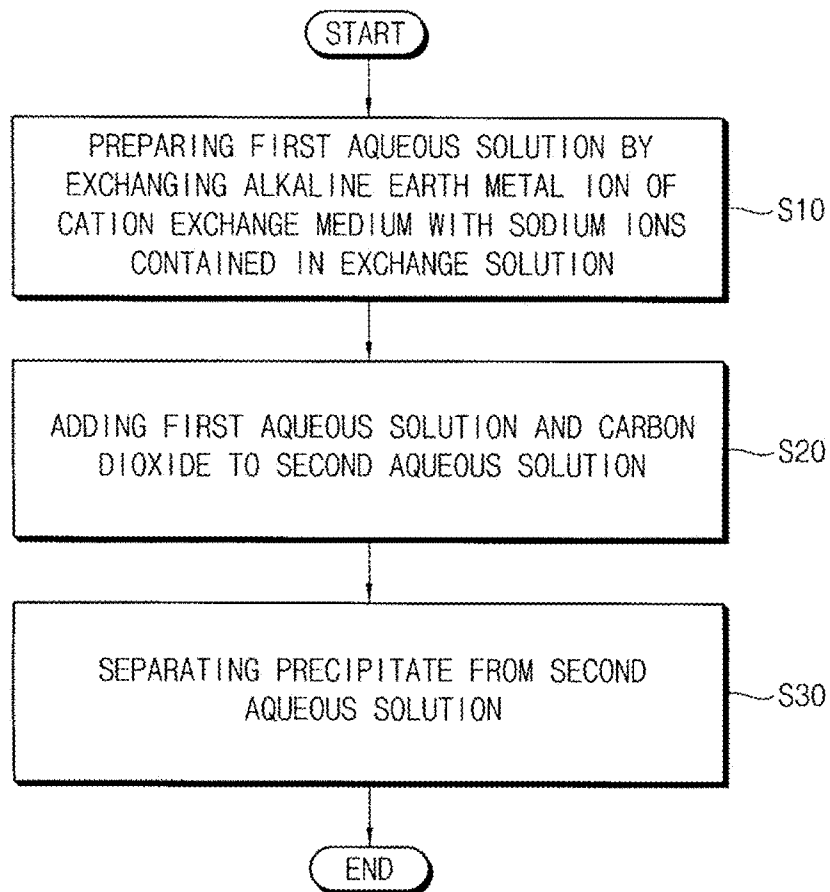 START
PREPARING FIRST AQUEOUS SOLUTION BY
EXCHANGING ALKALINE EARTH METAL ION OF
CATION EXCHANGE MEDIUM WITH SODIUM IONS
CONTAINED IN EXCHANGE SOLUTION
S10
ADDING FIRST AQUEOUS SOLUTION AND CARBON
DIOXIDE TO SECOND AQUEOUS SOLUTION
S20
SEPARATING PRECIPITATE FROM SECOND
AQUEOUS SOLUTION
S30
END